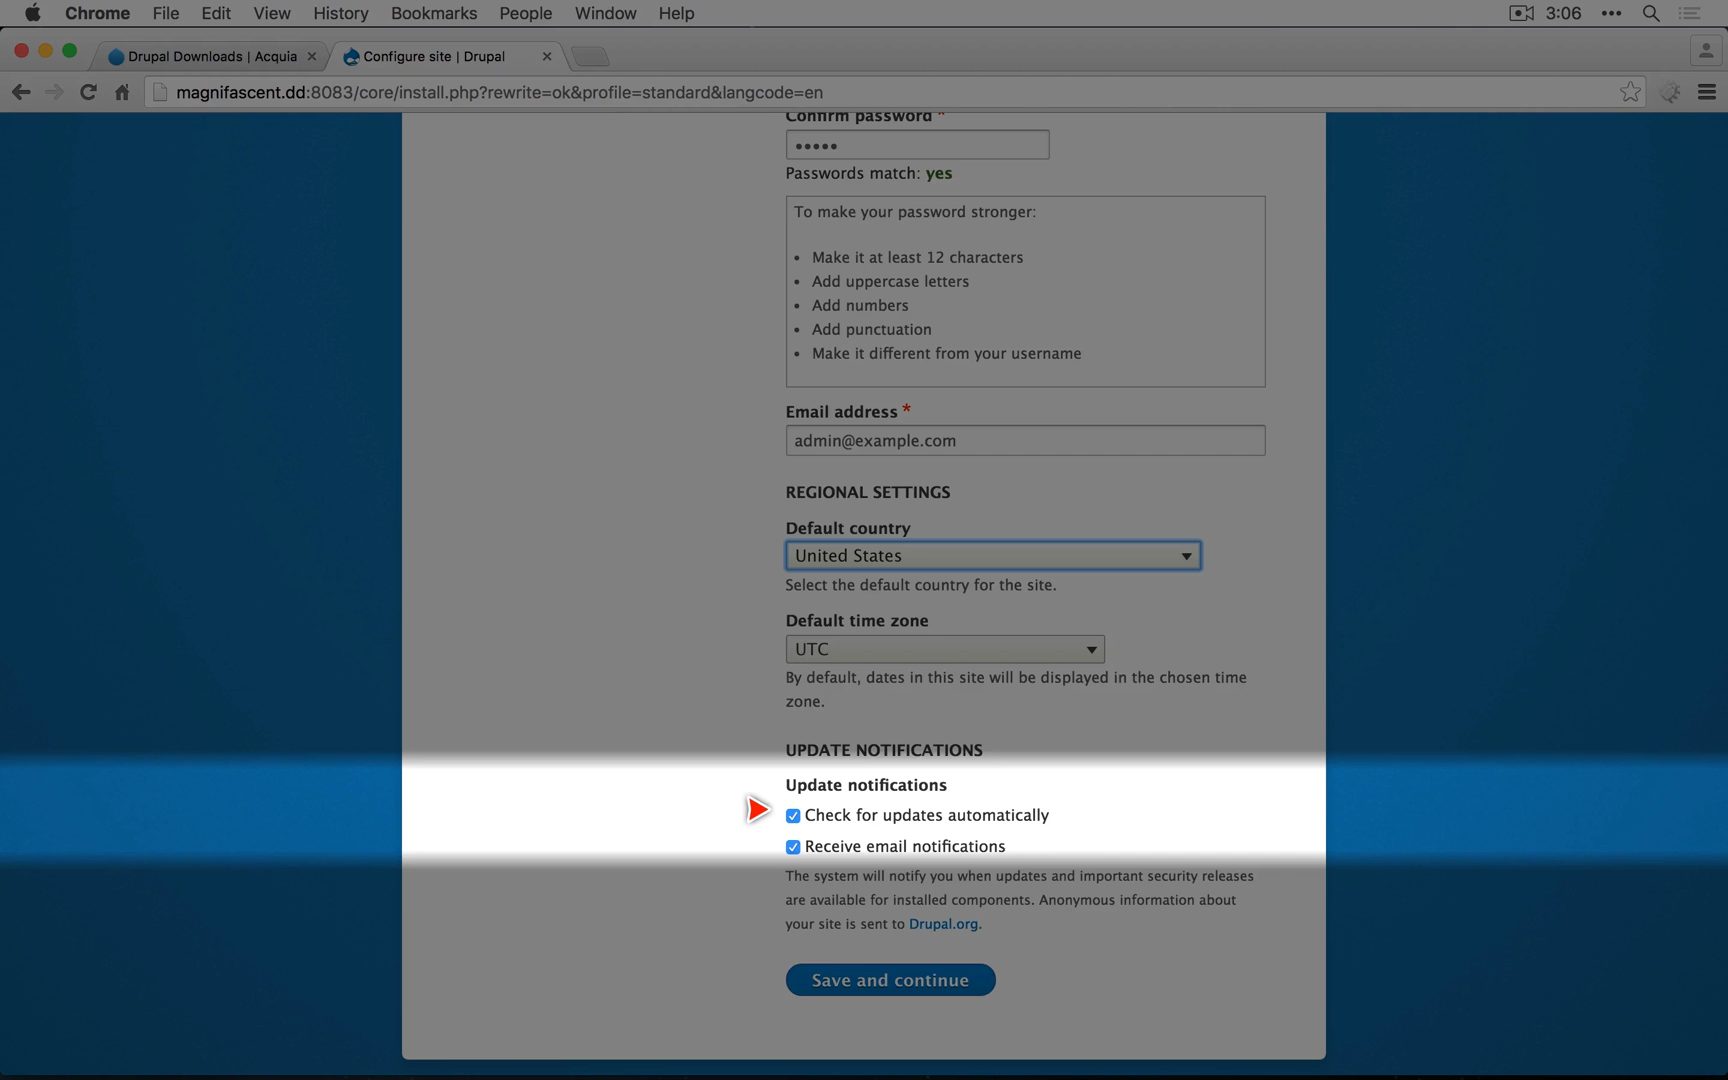 Chrome File Edit View History Bookmarks People Window Help 3:06
Drupal Downloads | Acquia
Configure site | Drupal
magnifascent.dd:8083/core/install.php?rewrite=ok&profile=standard&langcode=en
Confirm password *
•••••
Passwords match: yes
To make your password stronger:
• Make it at least 12 characters
• Add uppercase letters
• Add numbers
• Add punctuation
• Make it different from your username
Email address *
admin@example.com
REGIONAL SETTINGS
Default country
United States
Select the default country for the site.
Default time zone
UTC
By default, dates in this site will be displayed in the chosen time
zone.
UPDATE NOTIFICATIONS
Update notifications
Check for updates automatically
Receive email notifications
The system will notify you when updates and important security releases
are available for installed components. Anonymous information about
your site is sent to Drupal.org.
Save and continue